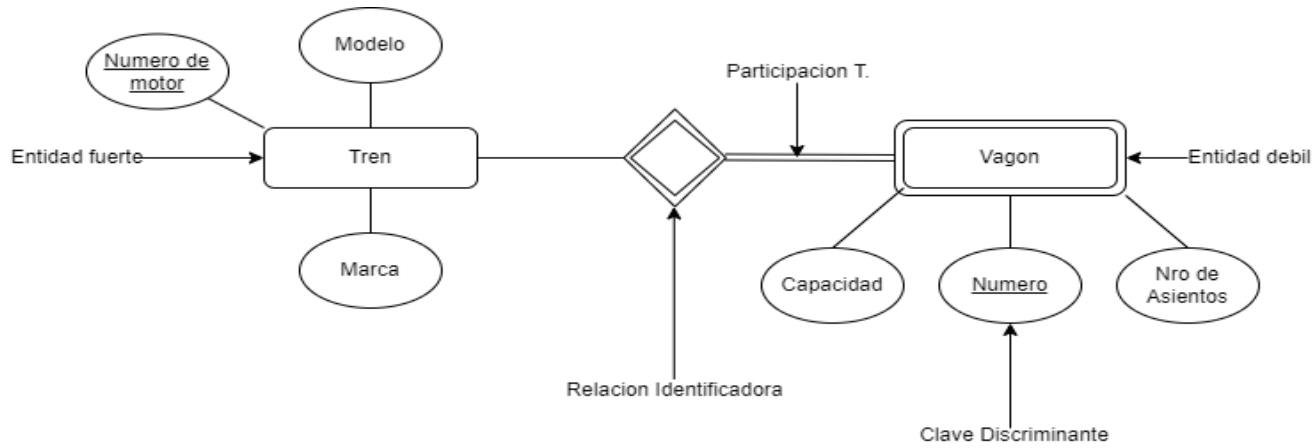 Modelo
Numero de
motor
Participacion T.
Entidad fuerte
Tren
Vagon
Entidad debil
Marca
Capacidad
Numero
Nro de
Asientos
Relacion Identificadora
Clave Discriminante